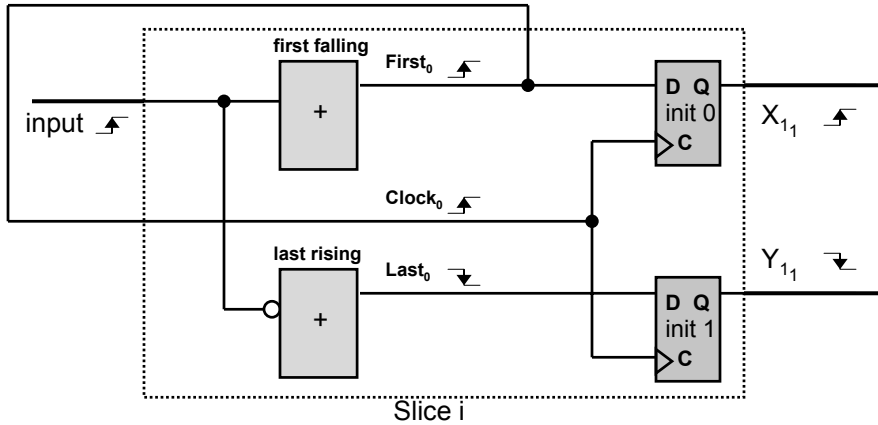 first falling
First₀
+
D Q
init 0
C
input
X₁₁
Clock₀
last rising
Last₀
+
D Q
init 1
C
Y₁₁
Slice i